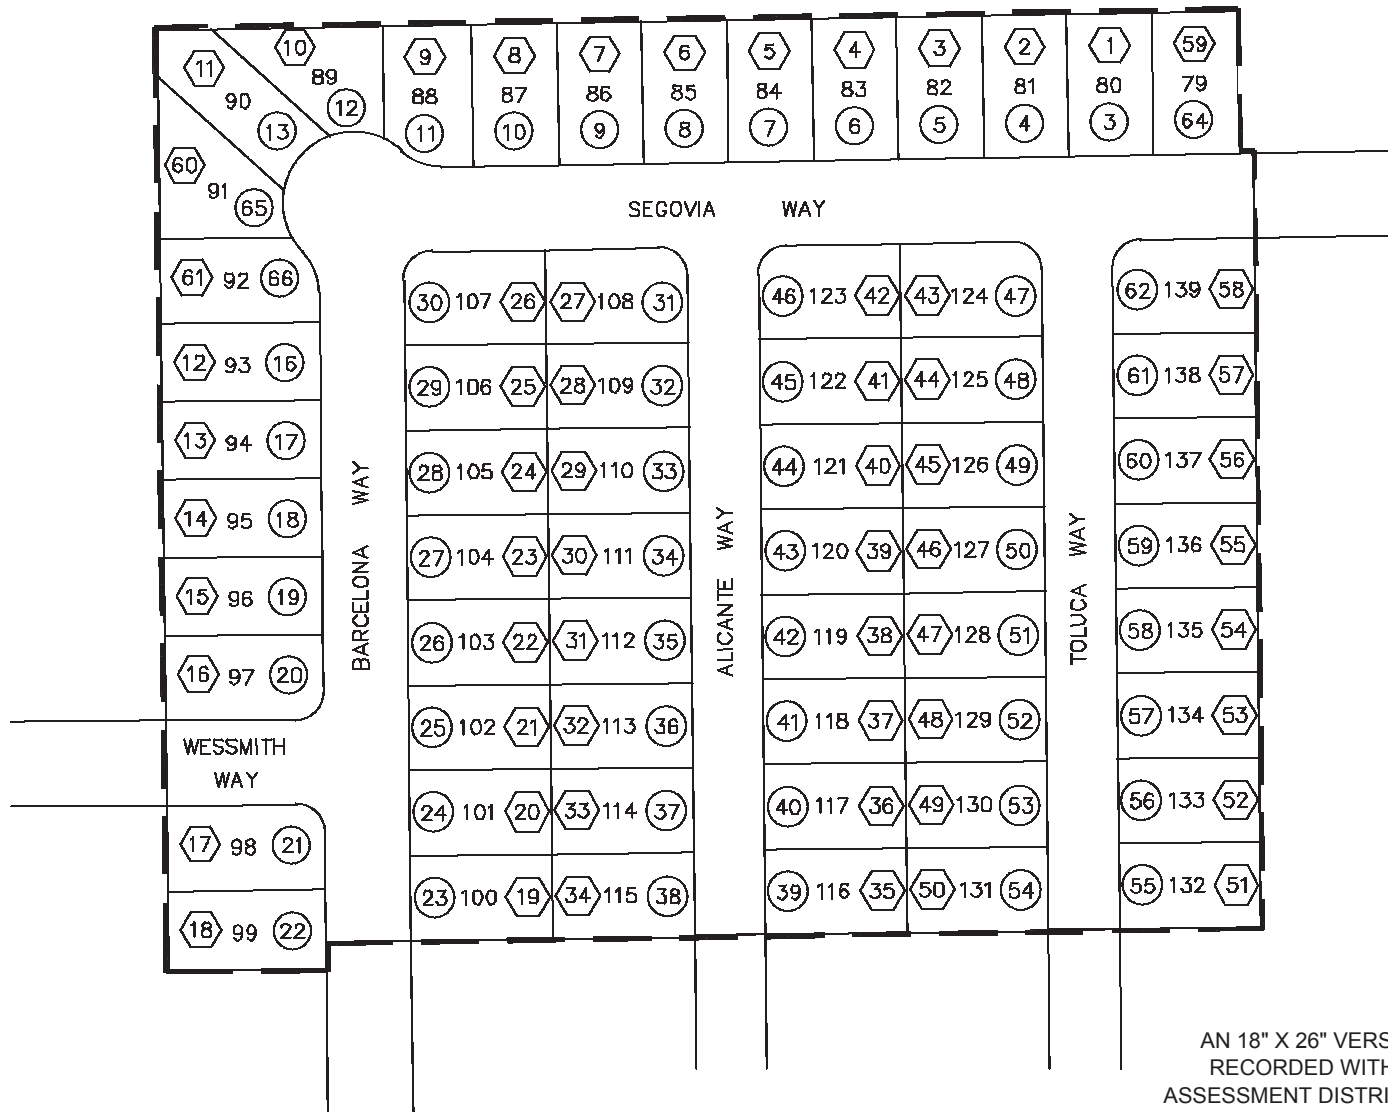 10 9 8 7 6 5 4 3 2 1 59
11 89 88 87 86 85 84 83 82 81 80 79
90 12 11 10 9 8 7 6 5 4 3 64
13
60
91
65
SEGOVIA WAY
61 92 66
30 107 26 27 108 31 46 123 42 43 124 47 62 139 58
12 93 16
29 106 25 28 109 32 45 122 41 44 125 48 61 138 57
13 94 17
28 105 24 29 110 33 44 121 40 45 126 49 60 137 56
14 95 18
27 104 23 30 111 34 43 120 39 46 127 50 59 136 55
15 96 19
26 103 22 31 112 35 42 119 38 47 128 51 58 135 54
16 97 20
BARCELONA WAY
ALICANTE WAY
TOLUCA WAY
25 102 21 32 113 36 41 118 37 48 129 52 57 134 53
WESSMITH
WAY
24 101 20 33 114 37 40 117 36 49 130 53 56 133 52
17 98 21
23 100 19 34 115 38 39 116 35 50 131 54 55 132 51
18 99 22
AN 18" X 26" VERS
RECORDED WITH
ASSESSMENT DISTRI